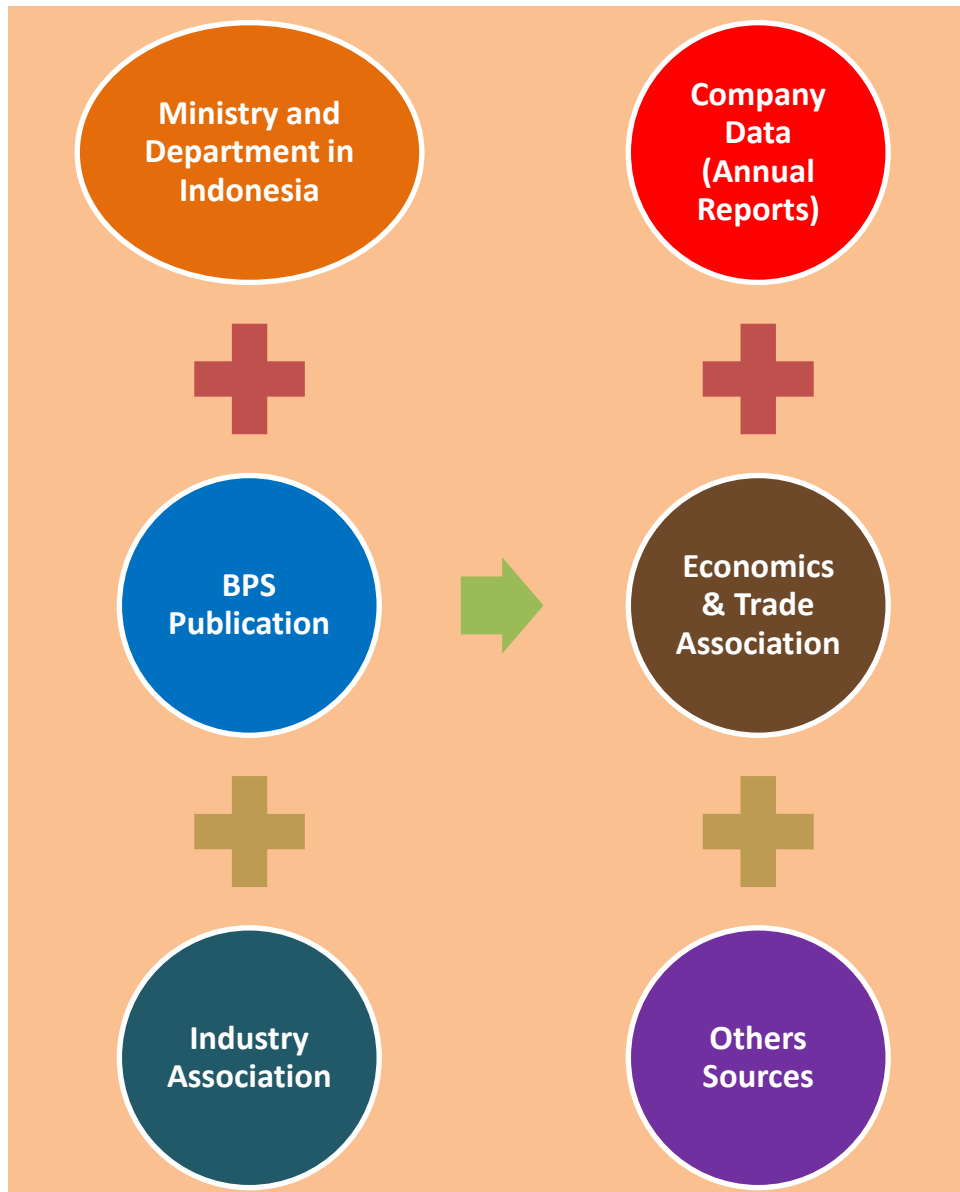 Ministry and
Department in
Indonesia
Company
Data
(Annual
Reports)
BPS
Publication
Economics
& Trade
Association
Industry
Association
Others
Sources